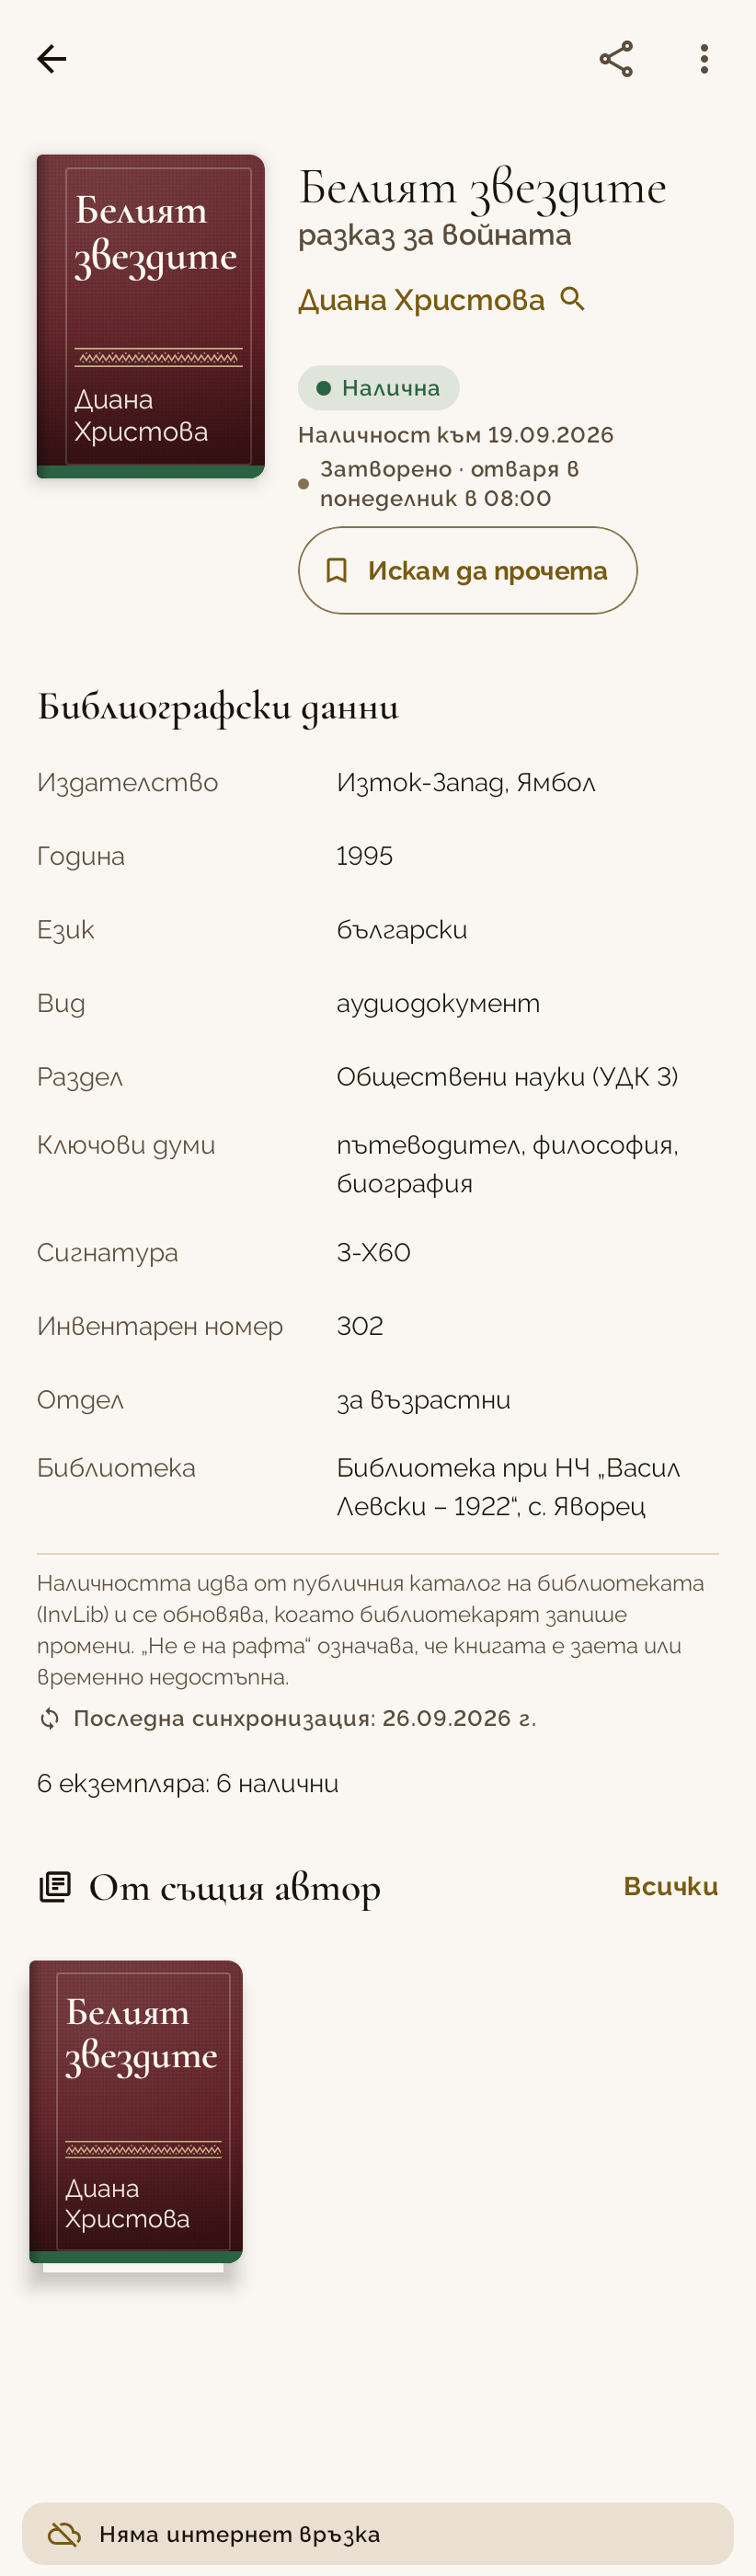 Белият
звездите
Диана
Христова
Белият звездите
разказ за войната
Диана Христова
Налична
Наличност към 19.09.2026
Затворено · отваря в
понеделник в 08:00
Искам да прочета
Библиографски данни
Издателство Изток-Запад, Ямбол
Година 1995
Език български
Вид аудиодокумент
Раздел Обществени науки (УДК 3)
Ключови думи пътеводител, философия,
биография
Сигнатура 3-Х60
Инвентарен номер 302
Отдел за възрастни
Библиотека Библиотека при НЧ „Васил
Левски – 1922“, с. Яворец
Наличността идва от публичния каталог на библиотеката
(InvLib) и се обновява, когато библиотекарят запише
промени. „Не е на рафта“ означава, че книгата е заета или
временно недостъпна.
Последна синхронизация: 26.09.2026 г.
6 екземпляра: 6 налични
От същия автор Всички
Белият
звездите
Диана
Христова
Няма интернет връзка